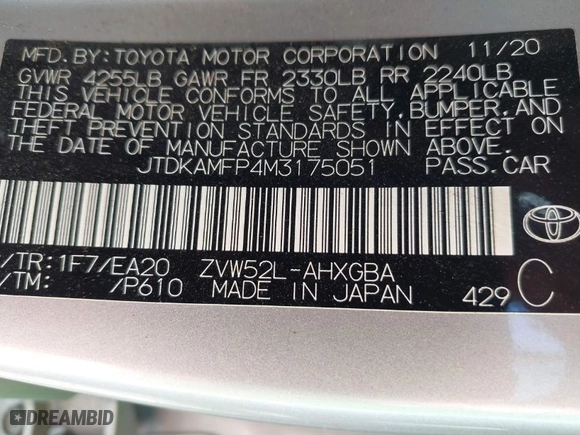 MFD.BY:TOYOTA MOTOR CORPORATION 11/20
GVWR 4255LB GAWR FR 2330LB RR 2240LB
THIS VEHICLE CONFORMS TO ALL APPLICABLE
FEDERAL MOTOR VEHICLE SAFETY,BUMPER,AND
THEFT PREVENTION STANDARDS IN EFFECT ON
THE DATE OF MANUFACTURE SHOWN ABOVE.
JTDKAMFP4M3175051 PASS.CAR
/TR:1F7/EA20 ZVW52L-AHXGBA
/TM: /P610 MADE IN JAPAN 429 C
DREAMBID